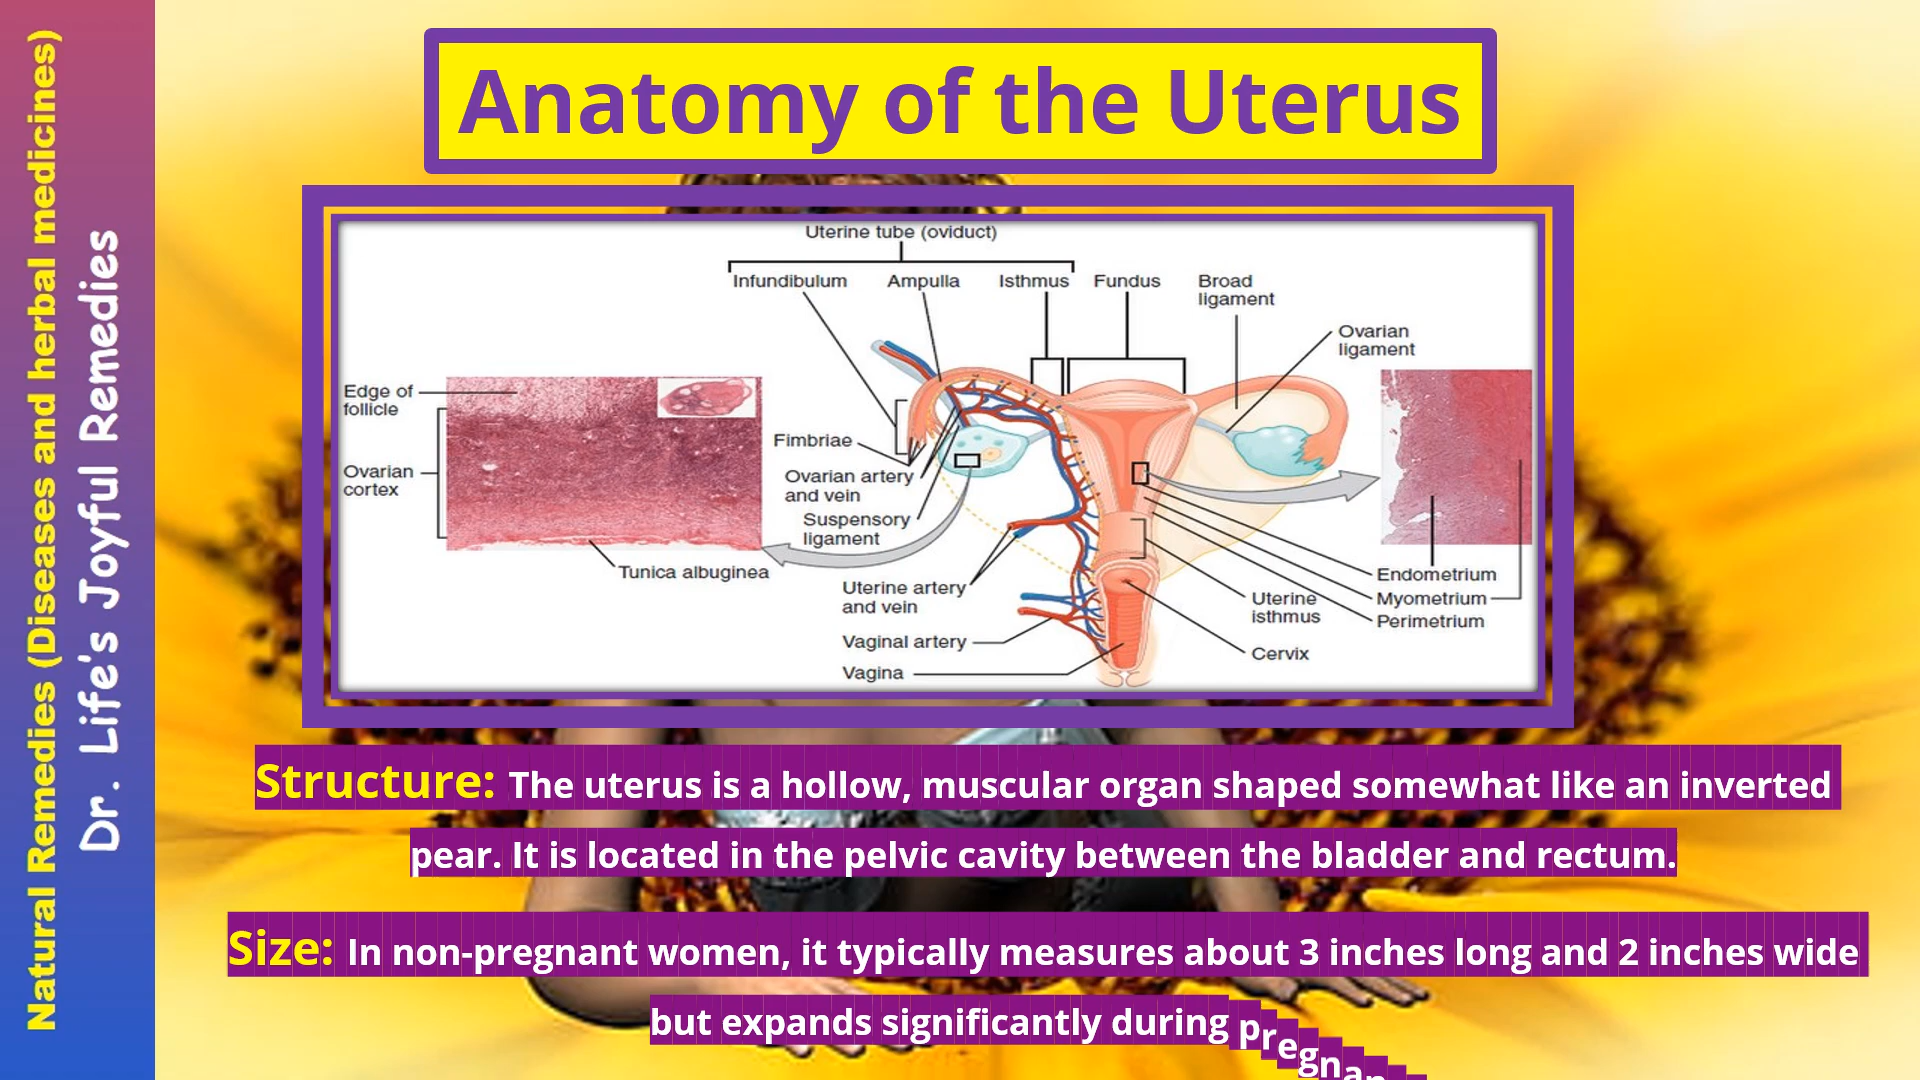 Natural Remedies (Diseases and herbal medicines)
Dr. Life's Joyful Remedies
Anatomy of the Uterus
Uterine tube (oviduct)
Infundibulum
Ampulla
Isthmus
Fundus
Broad
ligament
Ovarian
ligament
Edge of
follicle
Ovarian
cortex
Fimbriae
Ovarian artery
and vein
Suspensory
ligament
Tunica albuginea
Uterine artery
and vein
Vaginal artery
Vagina
Endometrium
Myometrium
Perimetrium
Uterine
isthmus
Cervix
Structure: The uterus is a hollow, muscular organ shaped somewhat like an inverted
pear. It is located in the pelvic cavity between the bladder and rectum.
Size: In non-pregnant women, it typically measures about 3 inches long and 2 inches wide
but expands significantly during pregnan